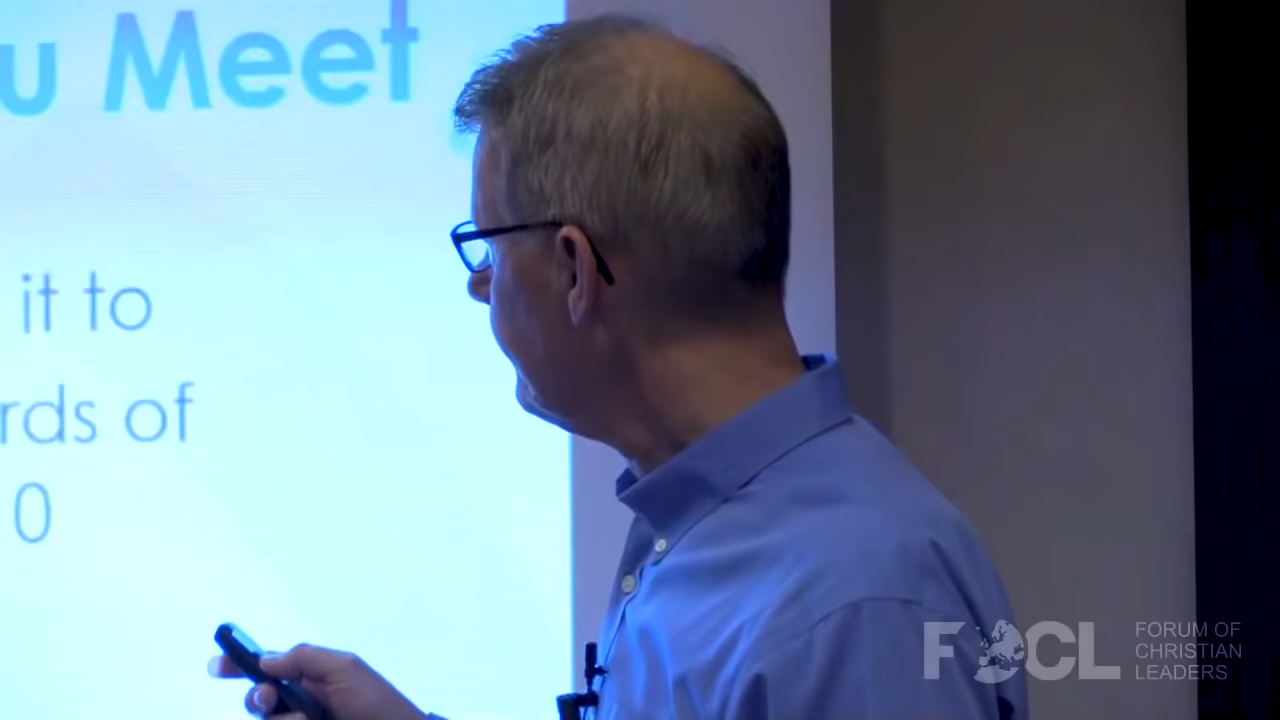 u Meet
it to
rds of
0
FOCL
FORUM OF
CHRISTIAN
LEADERS